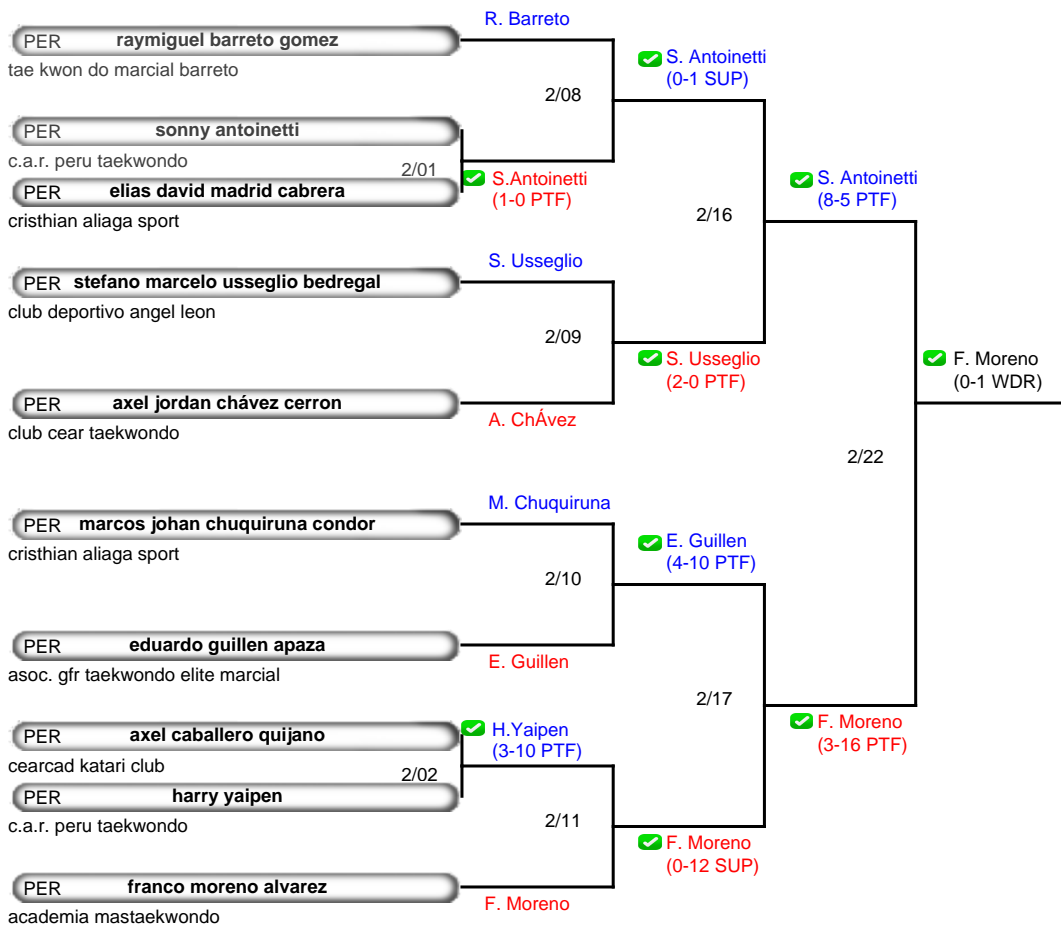 R. Barreto
PER raymiguel barreto gomez
tae kwon do marcial barreto
S. Antoinetti
(0-1 SUP)
2/08
PER sonny antoinetti
c.a.r. peru taekwondo
2/01
S.Antoinetti
(1-0 PTF)
PER elias david madrid cabrera
cristhian aliaga sport
S. Antoinetti
(8-5 PTF)
2/16
S. Usseglio
PER stefano marcelo usseglio bedregal
club deportivo angel leon
2/09
S. Usseglio
(2-0 PTF)
F. Moreno
(0-1 WDR)
PER axel jordan chávez cerron
A. ChÁvez
club cear taekwondo
2/22
M. Chuquiruna
PER marcos johan chuquiruna condor
cristhian aliaga sport
E. Guillen
(4-10 PTF)
2/10
PER eduardo guillen apaza
E. Guillen
asoc. gfr taekwondo elite marcial
2/17
F. Moreno
(3-16 PTF)
PER axel caballero quijano
H.Yaipen
(3-10 PTF)
cearcad katari club
2/02
PER harry yaipen
c.a.r. peru taekwondo
2/11
F. Moreno
(0-12 SUP)
PER franco moreno alvarez
F. Moreno
academia mastaekwondo